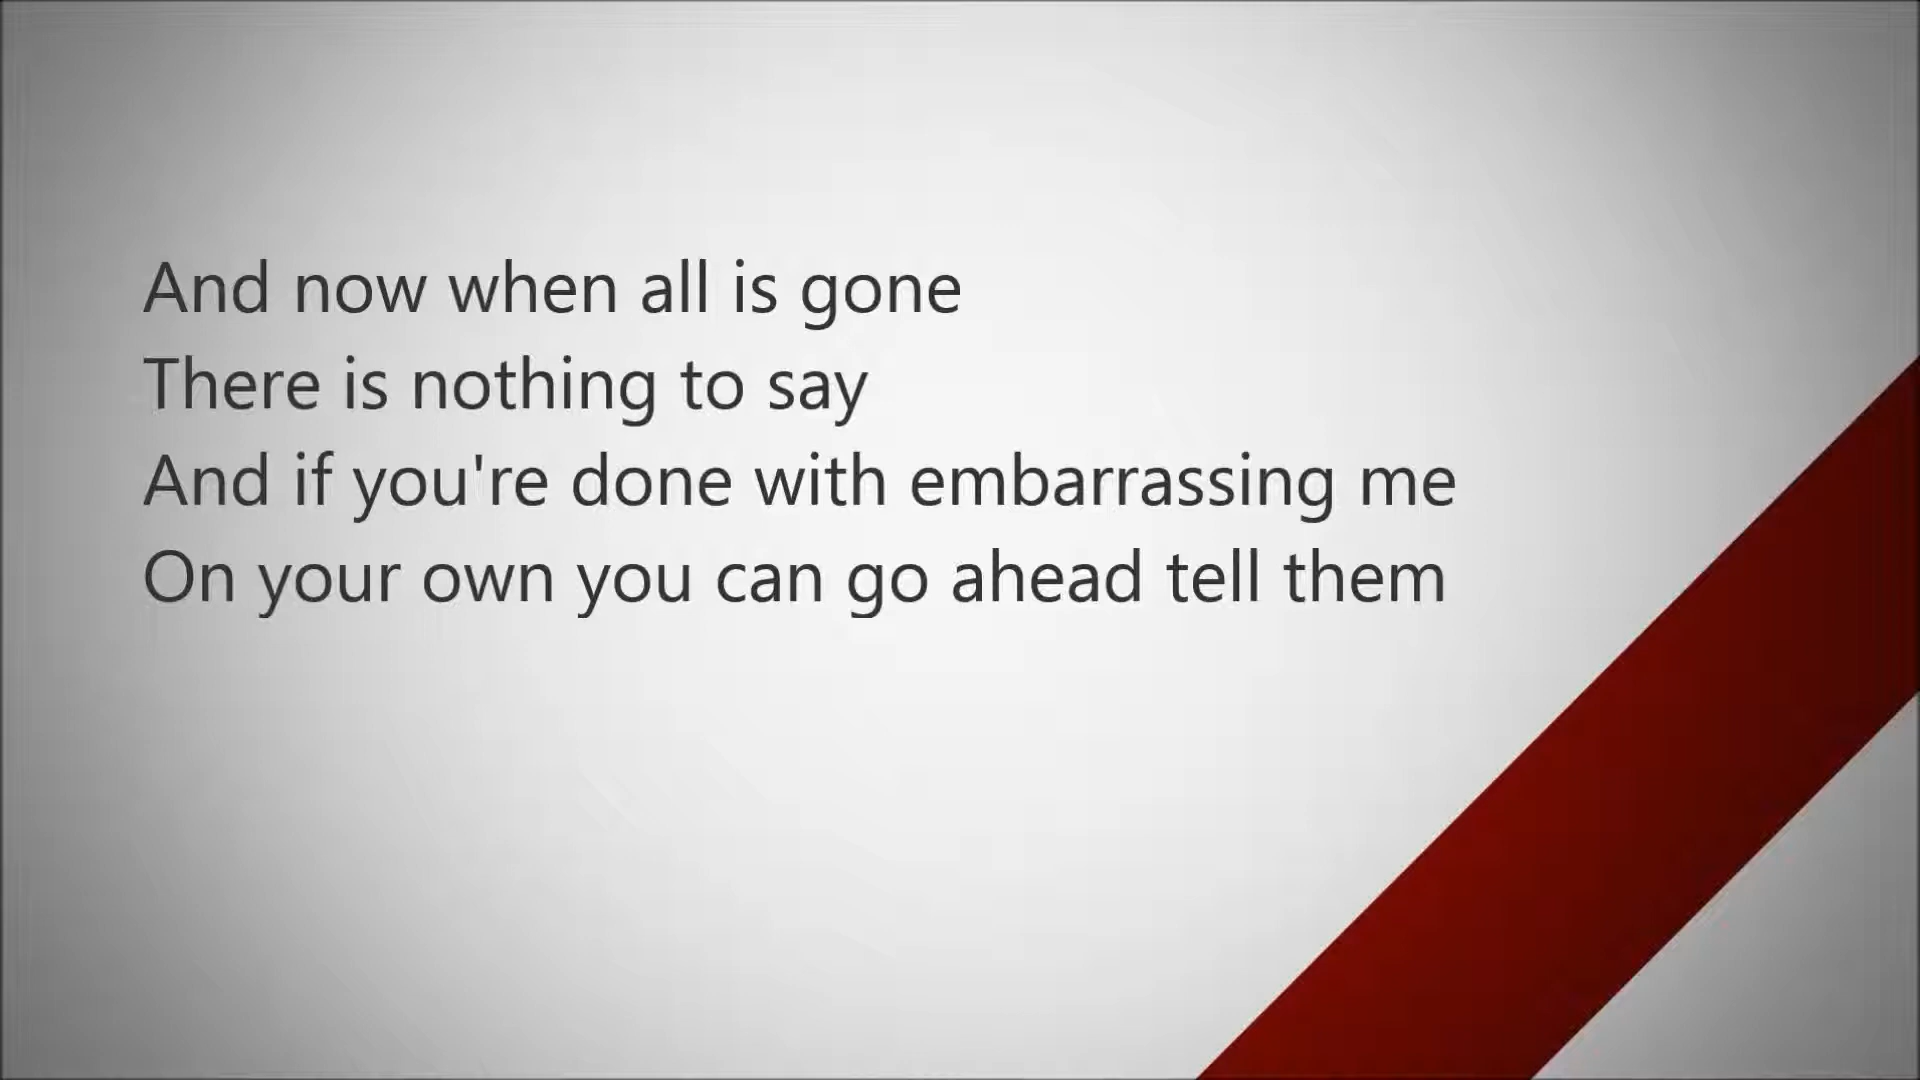 And now when all is gone
There is nothing to say
And if you're done with embarrassing me
On your own you can go ahead tell them